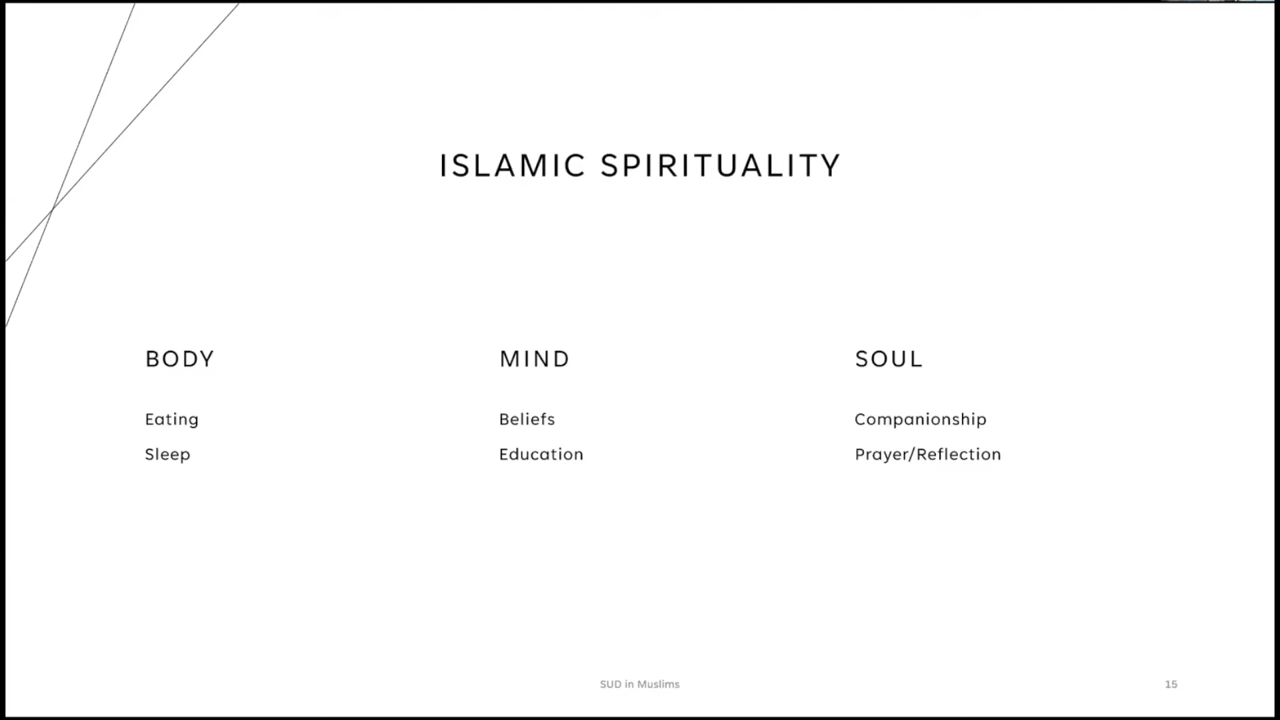 ISLAMIC SPIRITUALITY
BODY
Eating
Sleep
MIND
Beliefs
Education
SOUL
Companionship
Prayer/Reflection
SUD in Muslims
15